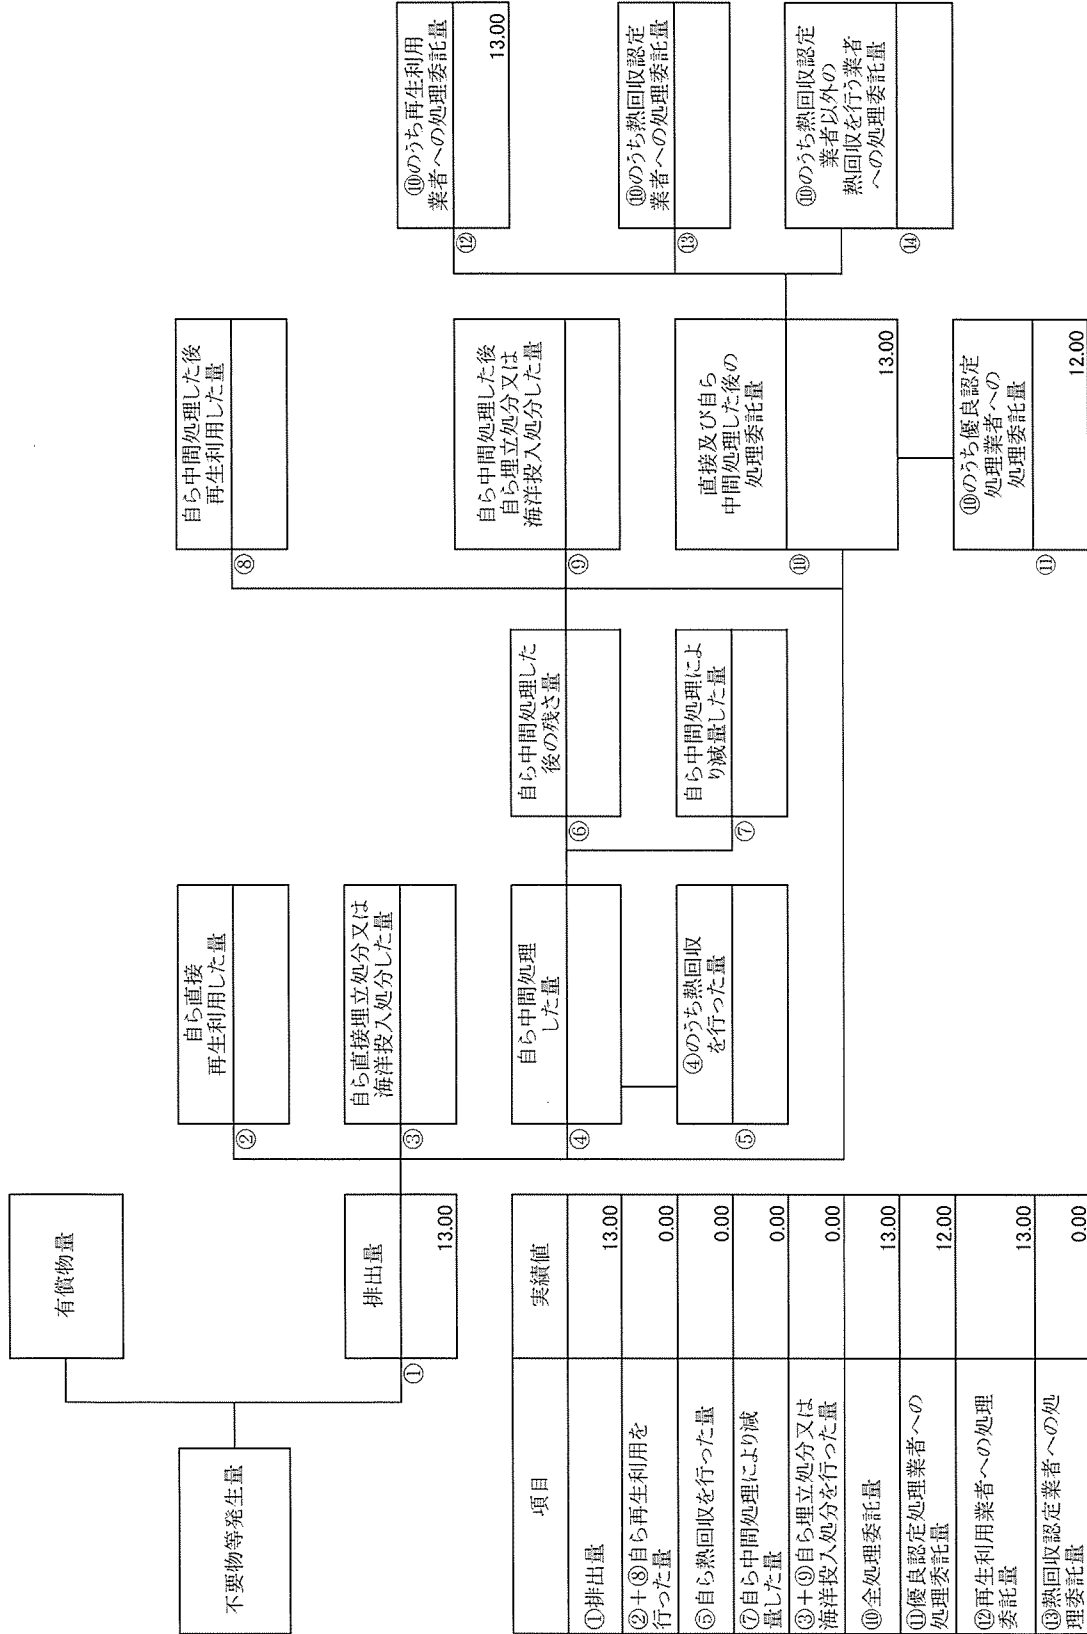 不要物等発生量
有償物量
①
排出量
13.00
②
自ら直接
再生利用した量
③
自ら直接埋立処分又は
海洋投入処分した量
④
自ら中間処理
した量
⑤
④のうち熱回収
を行った量
⑥
自ら中間処理した
後の残さ量
⑦
自ら中間処理によ
り減量した量
⑧
自ら中間処理した後
再生利用した量
⑨
自ら中間処理した後
自ら埋立処分又は
海洋投入処分した量
⑩
直接及び自ら
中間処理した後の
処理委託量
13.00
⑪
⑩のうち優良認定
処理業者への
処理委託量
12.00
⑫
⑩のうち再生利用
業者への処理委託量
13.00
⑬
⑩のうち熱回収認定
業者への処理委託量
⑭
⑩のうち熱回収認定
業者以外の
熱回収を行う業者
への処理委託量
項目
実績値
①排出量
13.00
②+⑧自ら再生利用を
行った量
0.00
⑤自ら熱回収を行った量
0.00
⑦自ら中間処理により減
量した量
0.00
③+⑨自ら埋立処分又は
海洋投入処分を行った量
0.00
⑩全処理委託量
13.00
⑪優良認定処理業者への
処理委託量
12.00
⑫再生利用業者への処理
委託量
13.00
⑬熱回収認定業者への処
理委託量
0.00